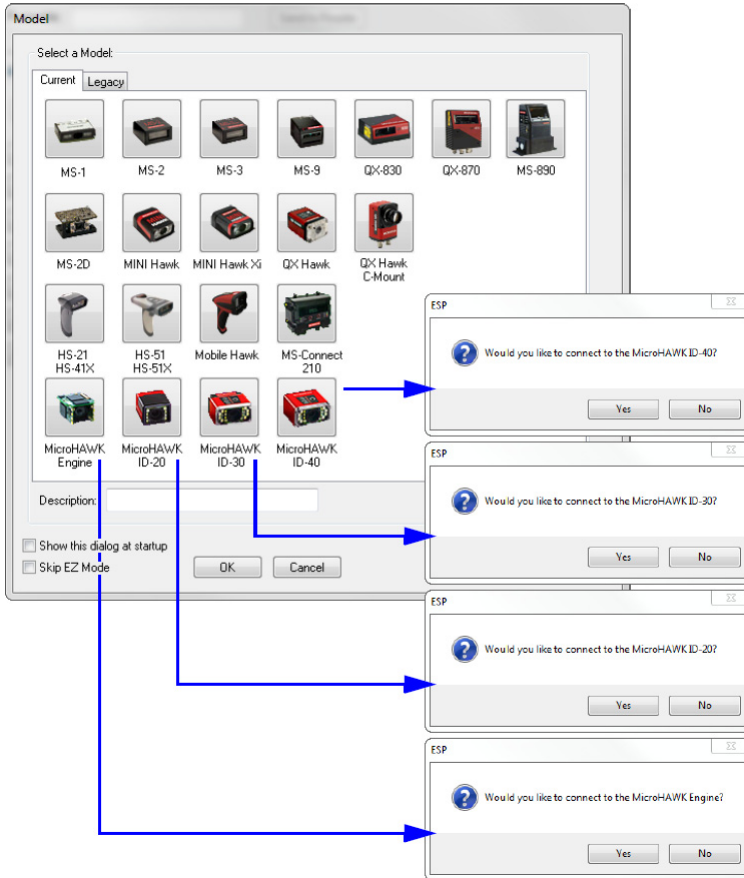 Model
Select a Model:
Current Legacy
MS-1 MS-2 MS-3 MS-9 QX-830 QX-870 MS-890
MS-2D MINI Hawk MINI Hawk Xi QX Hawk QX Hawk
C-Mount
HS-21 HS-51 Mobile Hawk MS-Connect
HS-41X HS-51X 210
MicroHAWK MicroHAWK MicroHAWK MicroHAWK
Engine ID-20 ID-30 ID-40
Description:
Show this dialog at startup
Skip EZ Mode
OK Cancel
ESP
Would you like to connect to the MicroHAWK ID-40?
Yes No
ESP
Would you like to connect to the MicroHAWK ID-30?
Yes No
ESP
Would you like to connect to the MicroHAWK ID-20?
Yes No
ESP
Would you like to connect to the MicroHAWK Engine?
Yes No